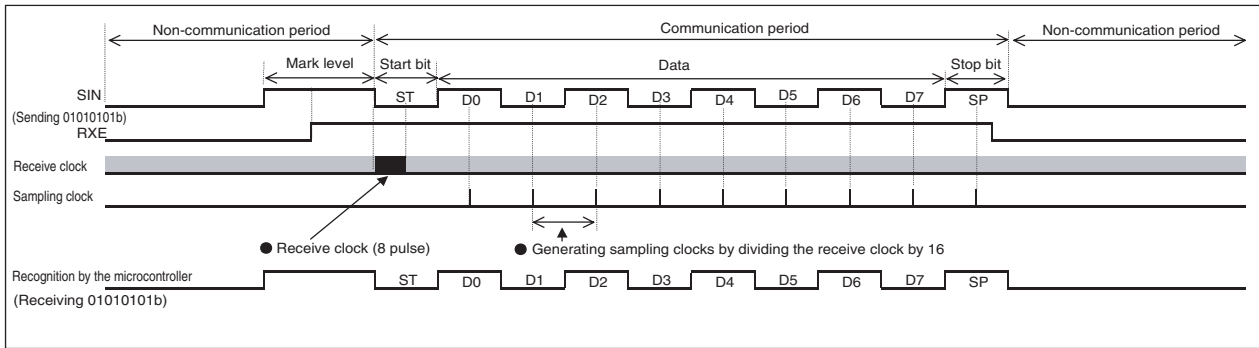 Non-communication period Communication period Non-communication period
Mark level Start bit Data Stop bit
SIN ST D0 D1 D2 D3 D4 D5 D6 D7 SP
(Sending 01010101b)
RXE
Receive clock
Sampling clock
● Receive clock (8 pulse) ● Generating sampling clocks by dividing the receive clock by 16
Recognition by the microcontroller ST D0 D1 D2 D3 D4 D5 D6 D7 SP
(Receiving 01010101b)